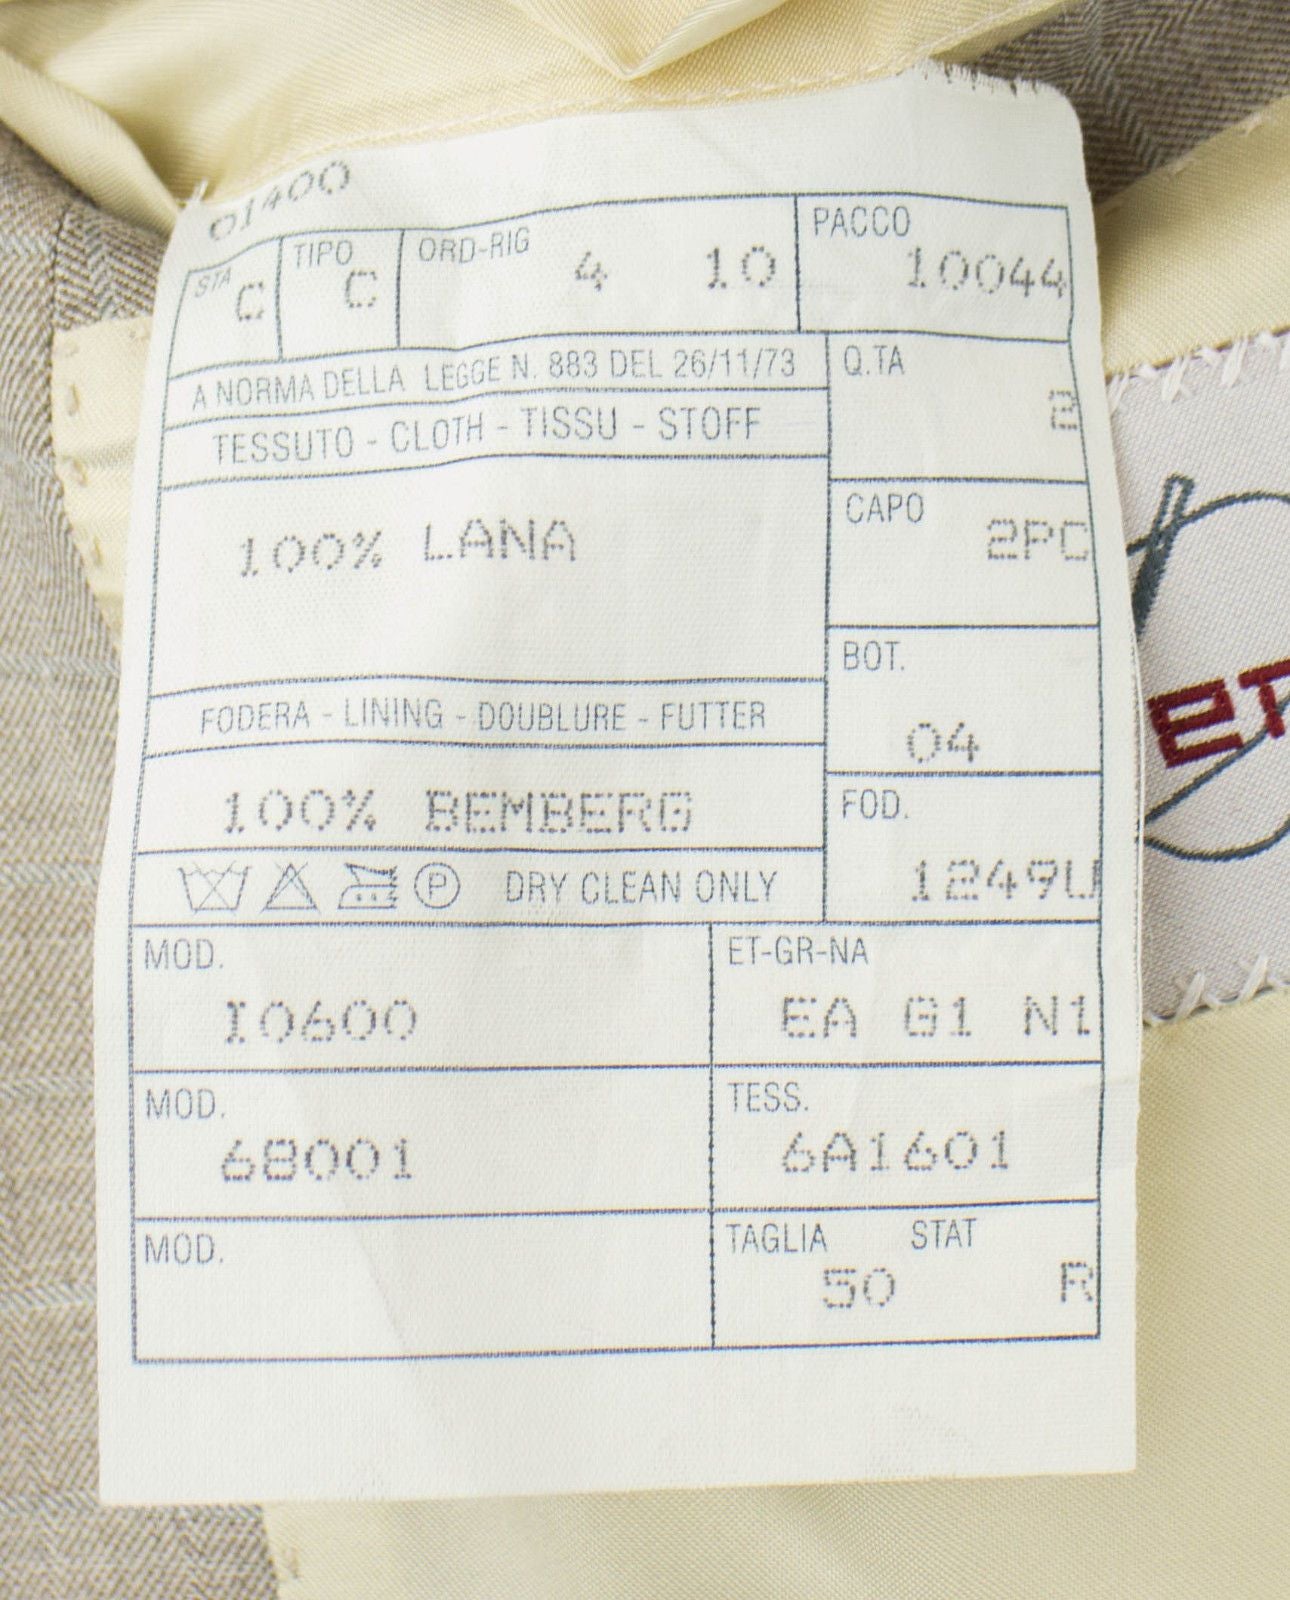 01400
STA TIPO ORD-RIG PACCO
C C 4 10 10044
A NORMA DELLA LEGGE N. 883 DEL 26/11/73
Q.TA
TESSUTO - CLOTH - TISSU - STOFF
100% LANA
CAPO
2PC
BOT.
04
FODERA - LINING - DOUBLURE - FUTTER
100% BEMBERG
FOD.
1249U
P DRY CLEAN ONLY
MOD. ET-GR-NA
I0600 EA G1 N1
MOD. TESS.
68001 6A1601
MOD. TAGLIA STAT
50 R